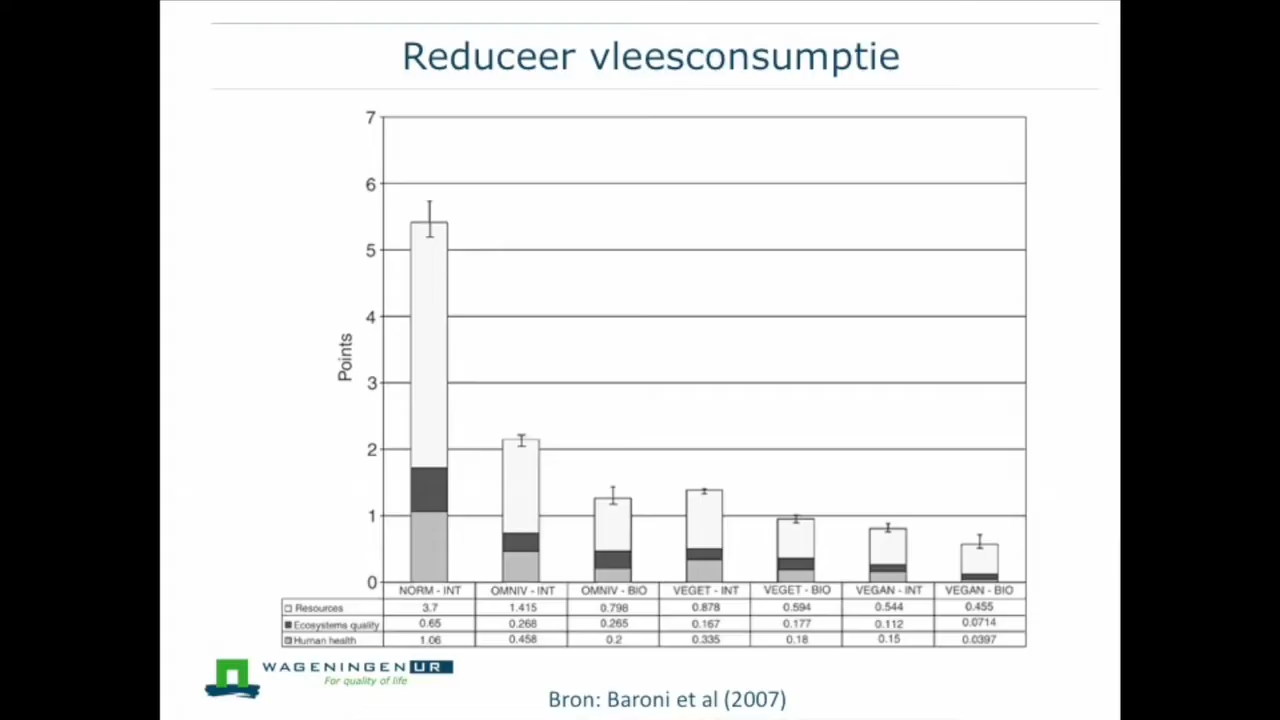 Reduceer vleesconsumptie
7
6
5
4
3
2
1
0
Points
NORM - INT OMNIV - INT OMNIV - BIO VEGET - INT VEGET - BIO VEGAN - INT VEGAN - BIO
Resources 3.7 1.415 0.798 0.878 0.594 0.544 0.455
Ecosystems quality 0.65 0.268 0.265 0.167 0.177 0.112 0.0714
Human health 1.06 0.458 0.2 0.335 0.18 0.15 0.0397
WAGENINGEN UR
For quality of life
Bron: Baroni et al (2007)